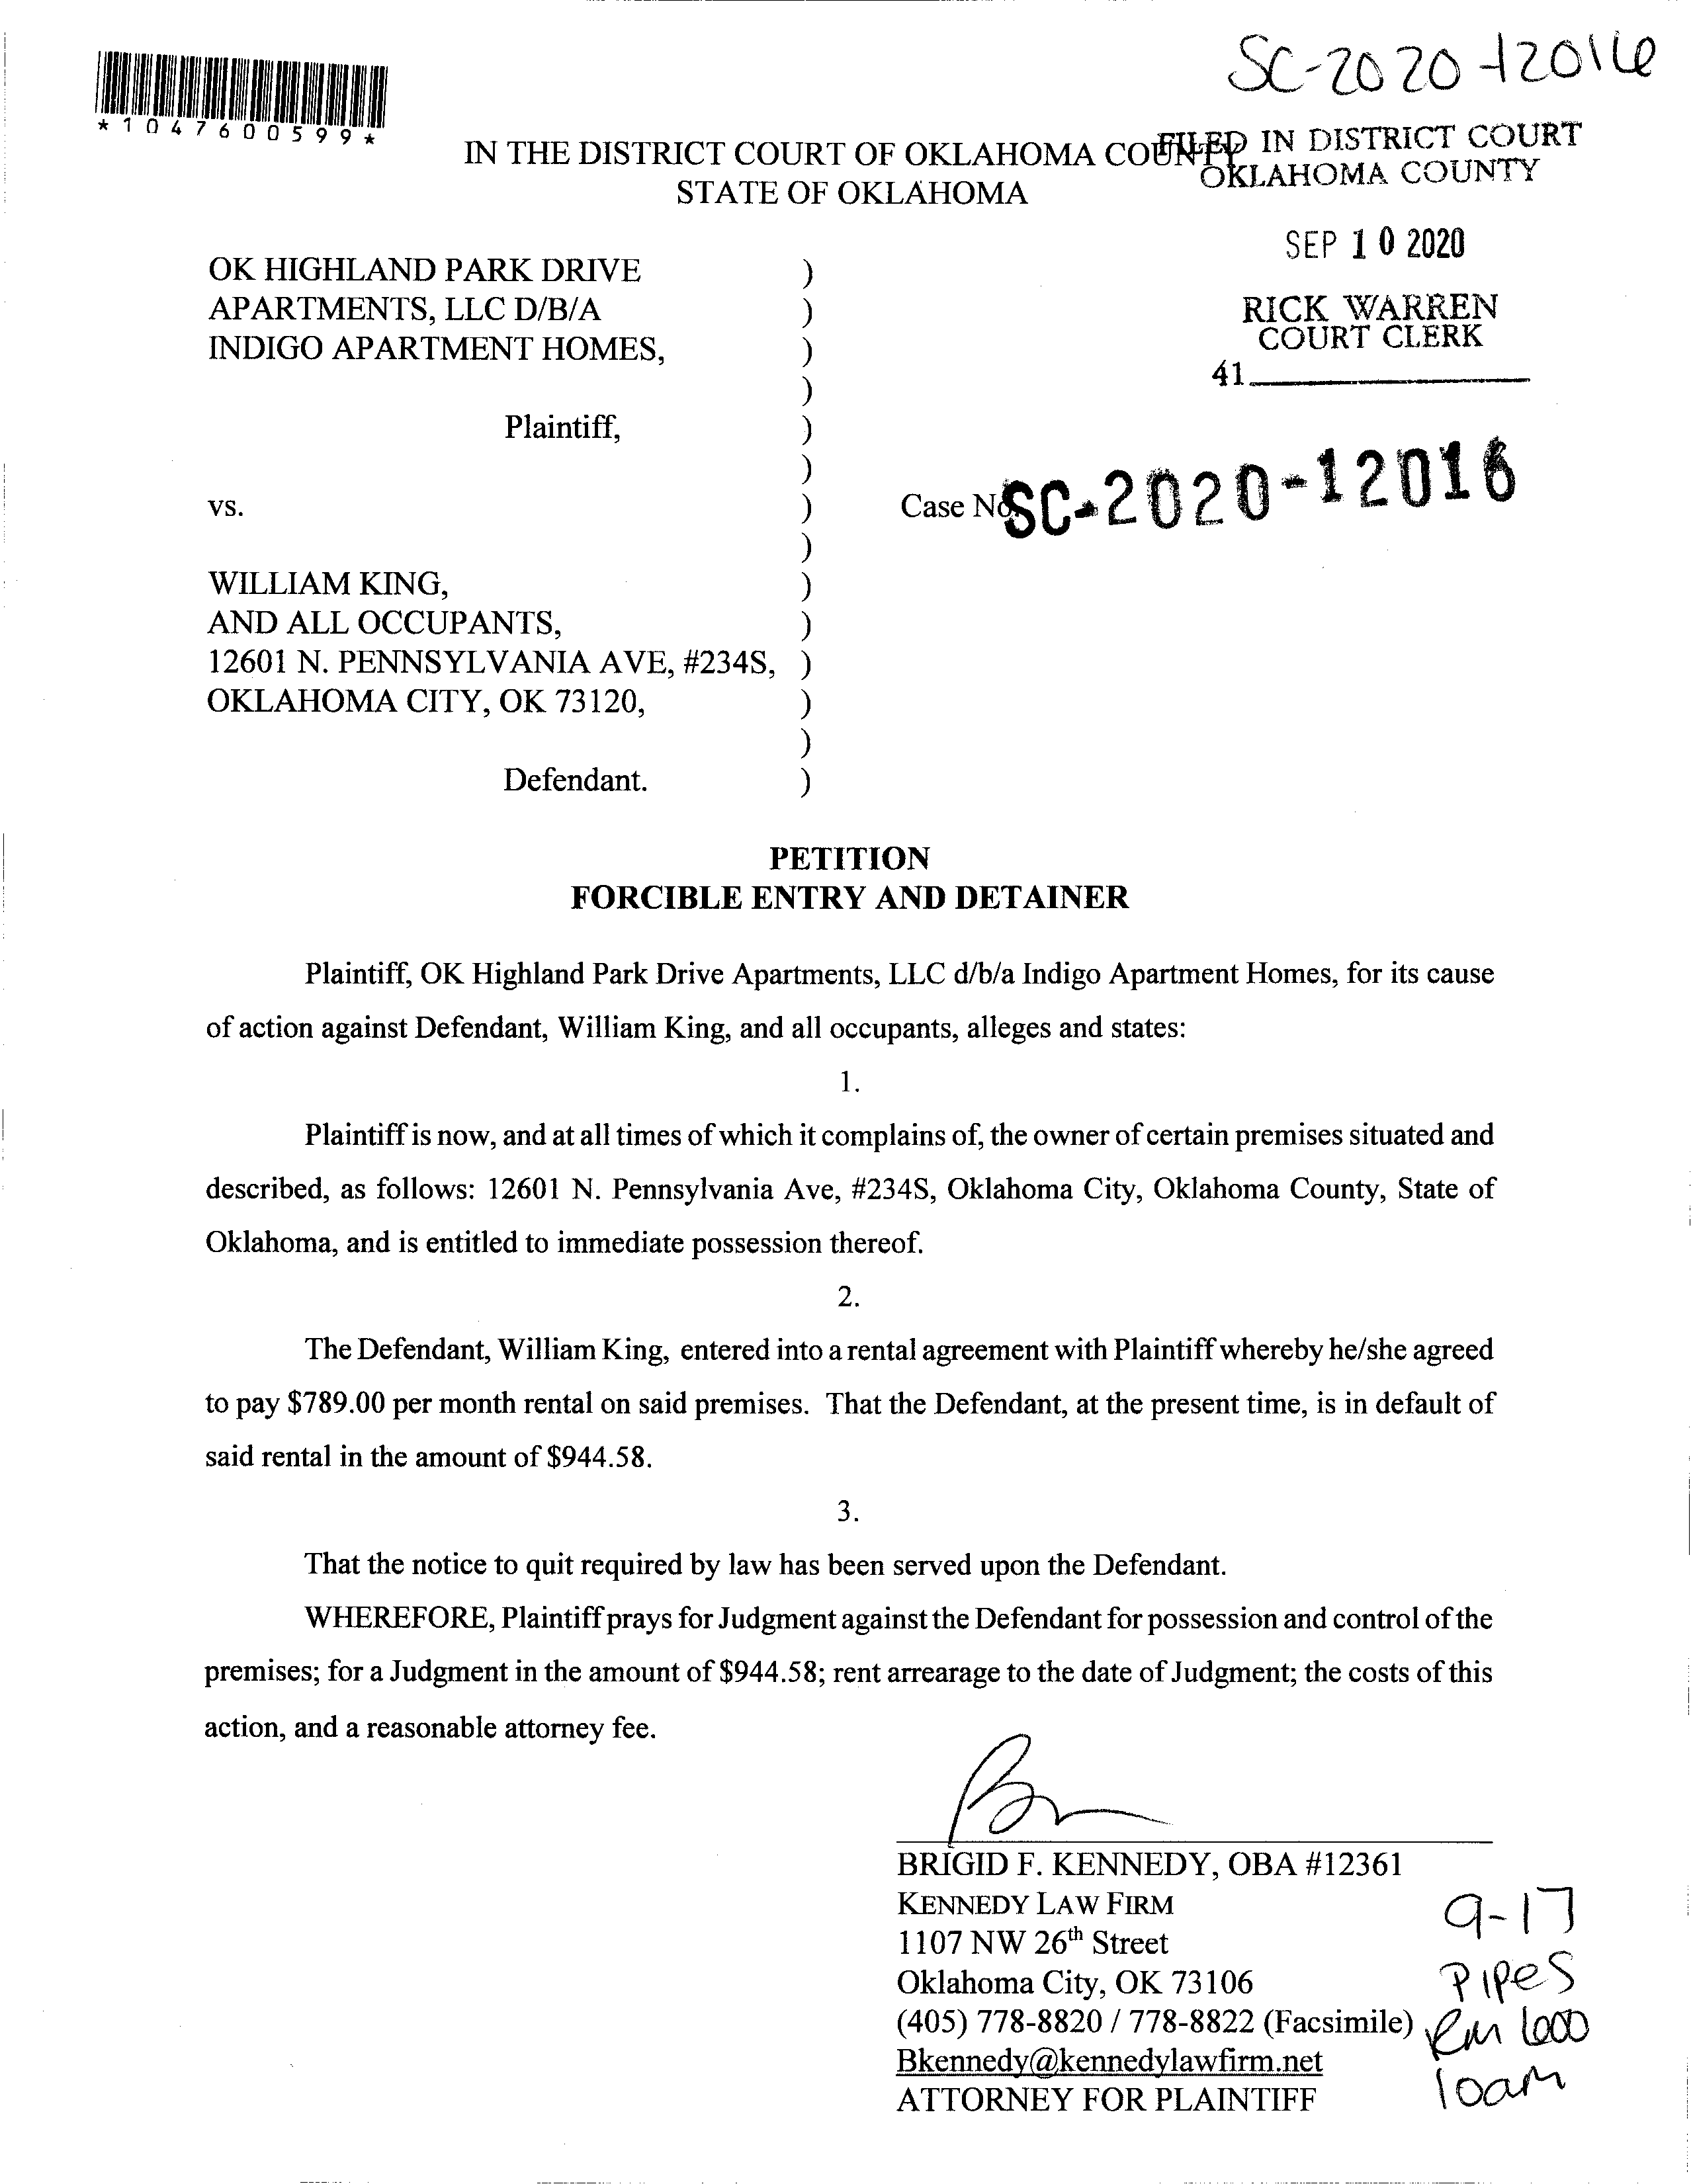 SC-2020-12016
*1047600599*
IN THE DISTRICT COURT OF OKLAHOMA COUNTY
STATE OF OKLAHOMA
FILED IN DISTRICT COURT
OKLAHOMA COUNTY
SEP 10 2020
RICK WARREN
COURT CLERK
41
OK HIGHLAND PARK DRIVE )
APARTMENTS, LLC D/B/A )
INDIGO APARTMENT HOMES, )
)
Plaintiff, )
)
vs. ) Case No. SC-2020-12016
)
WILLIAM KING, )
AND ALL OCCUPANTS, )
12601 N. PENNSYLVANIA AVE, #234S, )
OKLAHOMA CITY, OK 73120, )
)
Defendant. )
PETITION
FORCIBLE ENTRY AND DETAINER
Plaintiff, OK Highland Park Drive Apartments, LLC d/b/a Indigo Apartment Homes, for its cause
of action against Defendant, William King, and all occupants, alleges and states:
1.
Plaintiff is now, and at all times of which it complains of, the owner of certain premises situated and
described, as follows: 12601 N. Pennsylvania Ave, #234S, Oklahoma City, Oklahoma County, State of
Oklahoma, and is entitled to immediate possession thereof.
2.
The Defendant, William King, entered into a rental agreement with Plaintiff whereby he/she agreed
to pay $789.00 per month rental on said premises. That the Defendant, at the present time, is in default of
said rental in the amount of $944.58.
3.
That the notice to quit required by law has been served upon the Defendant.
WHEREFORE, Plaintiff prays for Judgment against the Defendant for possession and control of the
premises; for a Judgment in the amount of $944.58; rent arrearage to the date of Judgment; the costs of this
action, and a reasonable attorney fee.
BRIGID F. KENNEDY, OBA #12361
KENNEDY LAW FIRM
1107 NW 26th Street
Oklahoma City, OK 73106
(405) 778-8820 / 778-8822 (Facsimile)
Bkennedy@kennedylawfirm.net
ATTORNEY FOR PLAINTIFF
9-17
Pipes
Rm 600
10am